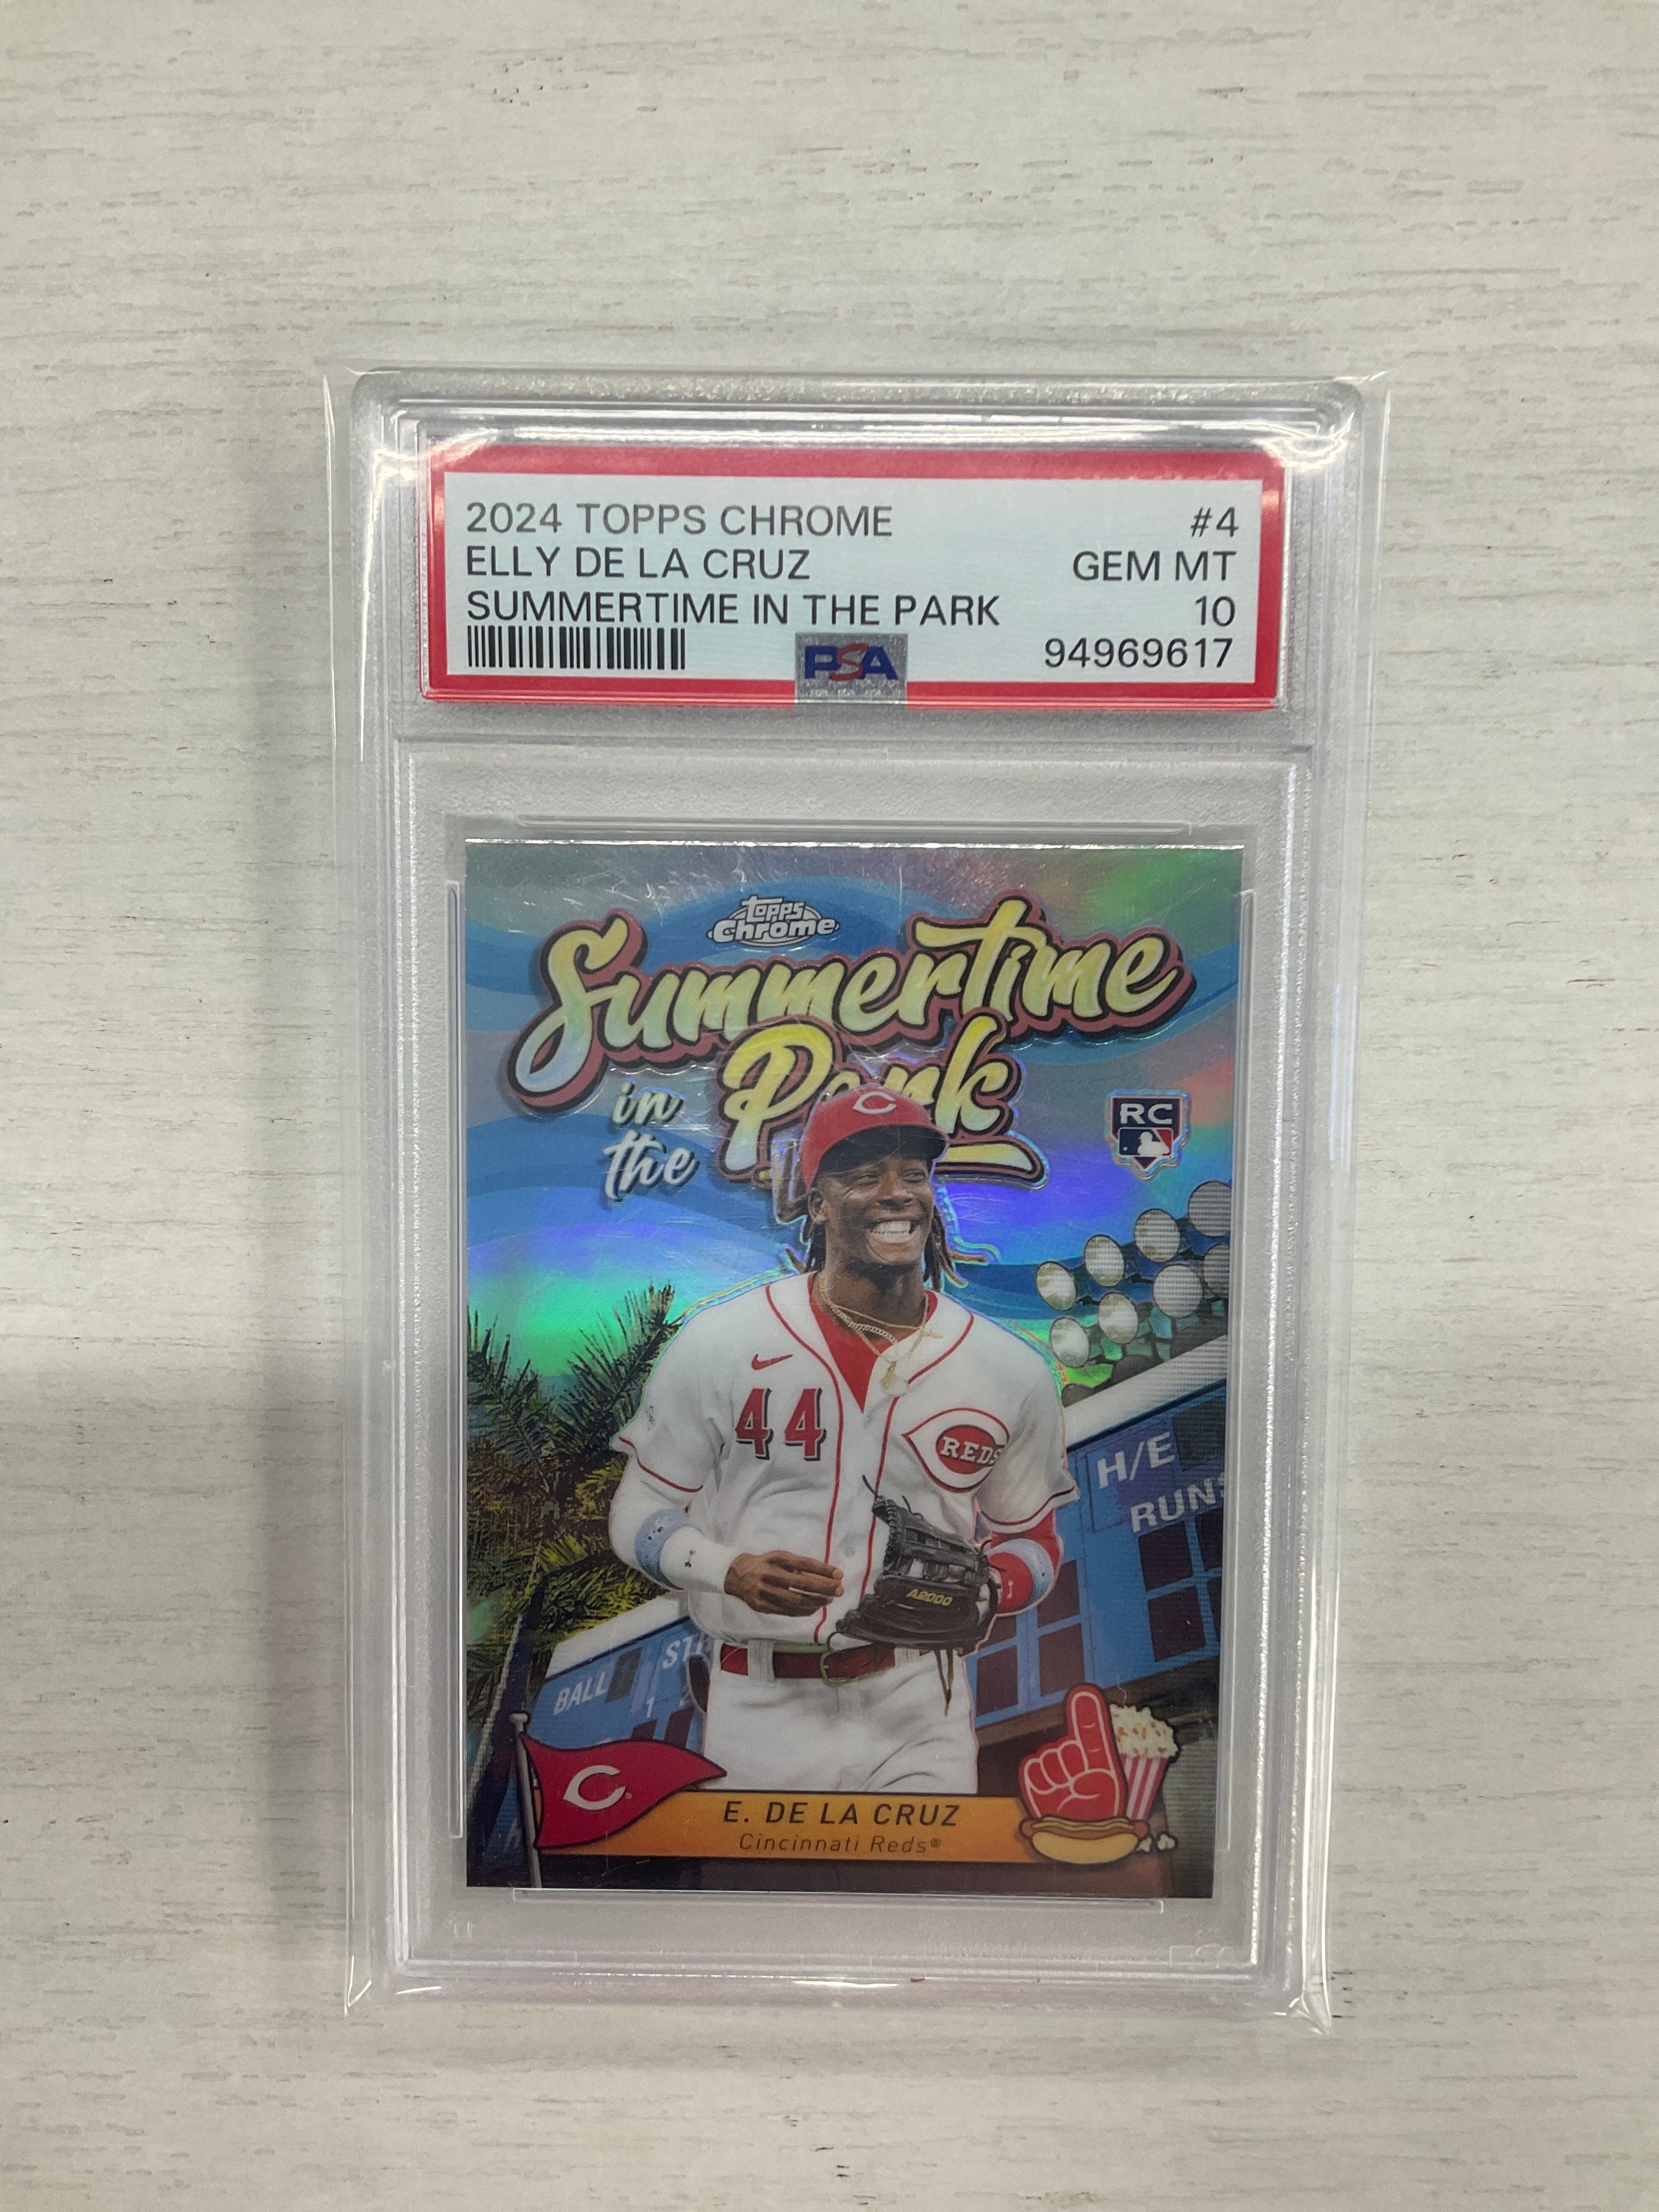 2024 TOPPS CHROME #4
ELLY DE LA CRUZ GEM MT
SUMMERTIME IN THE PARK 10
PSA 94969617
Topps
Chrome
Summertime
in the Park
RC
C
44
REDS
H/E
RUNS
A2000
BALL
1
C
E. DE LA CRUZ
Cincinnati Reds®